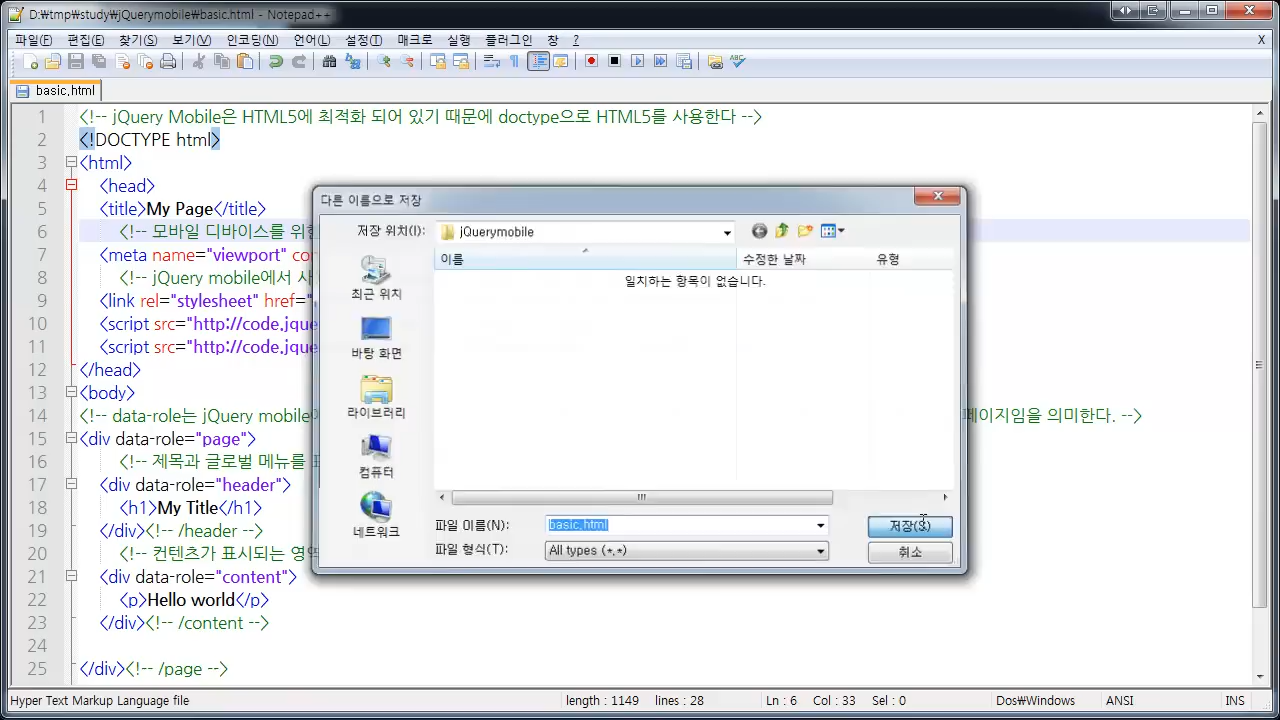 D:\tmp\study\jQuerymobile\basic.html - Notepad++
파일(F) 편집(E) 찾기(S) 보기(V) 인코딩(N) 언어(L) 설정(T) 매크로 실행 플러그인 창 ? X
basic.html
1 <!-- jQuery Mobile은 HTML5에 최적화 되어 있기 때문에 doctype으로 HTML5를 사용한다 -->
2 <!DOCTYPE html>
3 <html>
4 <head>
5 <title>My Page</title>
6 <!-- 모바일 디바이스를 위한
7 <meta name="viewport" co
8 <!-- jQuery mobile에서 사
9 <link rel="stylesheet" href="
10 <script src="http://code.jque
11 <script src="http://code.jque
12 </head>
13 <body>
14 <!-- data-role는 jQuery mobile에 페이지임을 의미한다. -->
15 <div data-role="page">
16 <!-- 제목과 글로벌 메뉴를 표
17 <div data-role="header">
18 <h1>My Title</h1>
19 </div><!-- /header -->
20 <!-- 컨텐츠가 표시되는 영역
21 <div data-role="content">
22 <p>Hello world</p>
23 </div><!-- /content -->
24
25 </div><!-- /page -->
다른 이름으로 저장
저장 위치(I): jQuerymobile
이름 수정한 날짜 유형
일치하는 항목이 없습니다.
최근 위치
바탕 화면
라이브러리
컴퓨터
네트워크
파일 이름(N): basic.html 저장(S)
파일 형식(T): All types (*.*) 취소
Hyper Text Markup Language file length : 1149 lines : 28 Ln : 6 Col : 33 Sel : 0 Dos\Windows ANSI INS